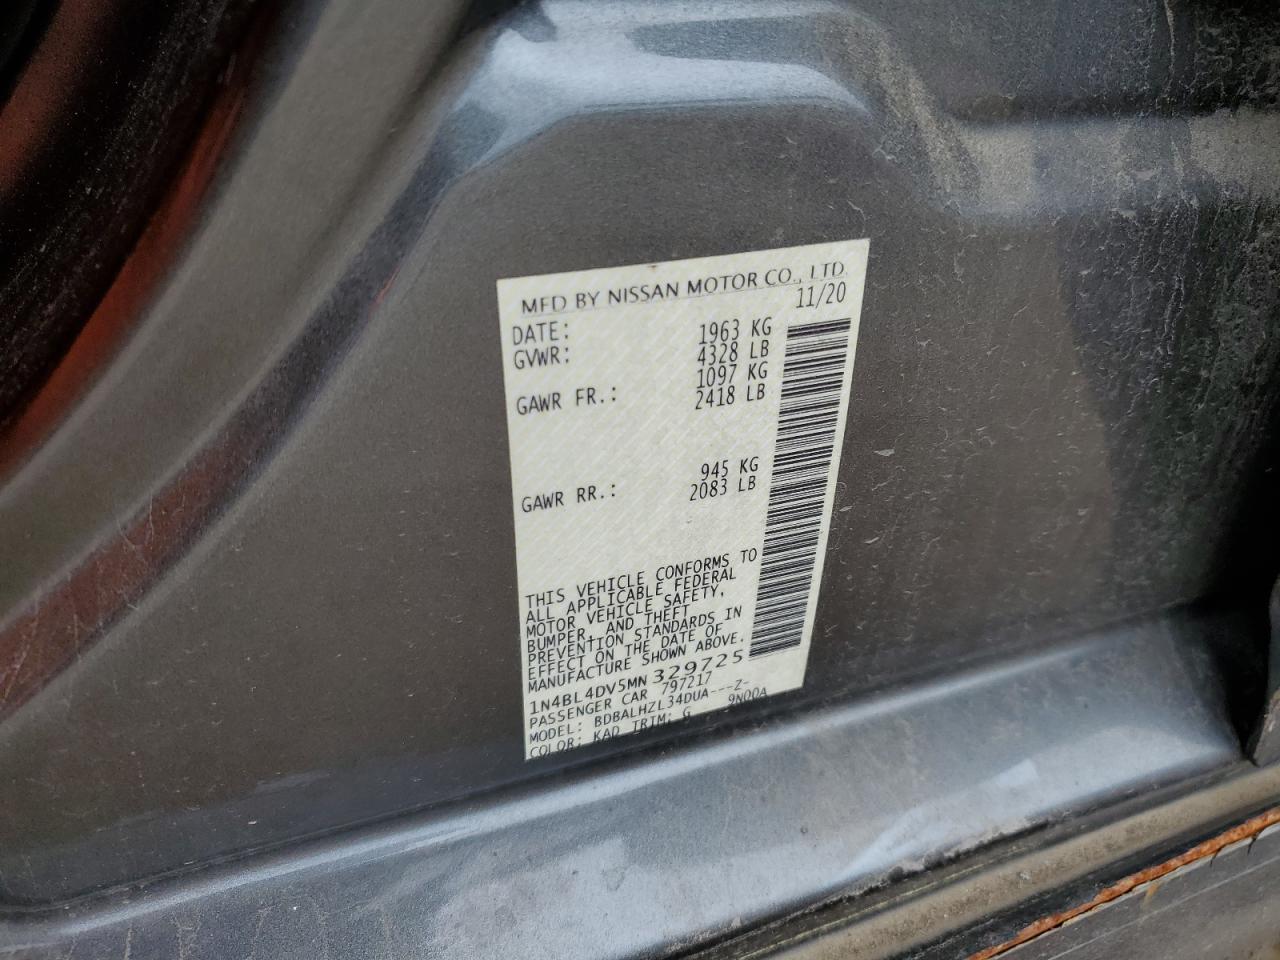 MFD BY NISSAN MOTOR CO., LTD.
DATE: 11/20
GVWR: 1963 KG
4328 LB
GAWR FR.: 1097 KG
2418 LB
GAWR RR.: 945 KG
2083 LB
THIS VEHICLE CONFORMS TO
ALL APPLICABLE FEDERAL
MOTOR VEHICLE SAFETY,
BUMPER, AND THEFT
PREVENTION STANDARDS IN
EFFECT ON THE DATE OF
MANUFACTURE SHOWN ABOVE.
1N4BL4DV5MN 329725
PASSENGER CAR 797217
MODEL: BDBALHZL34DUA---Z-
COLOR: KAD TRIM: G 9N00A